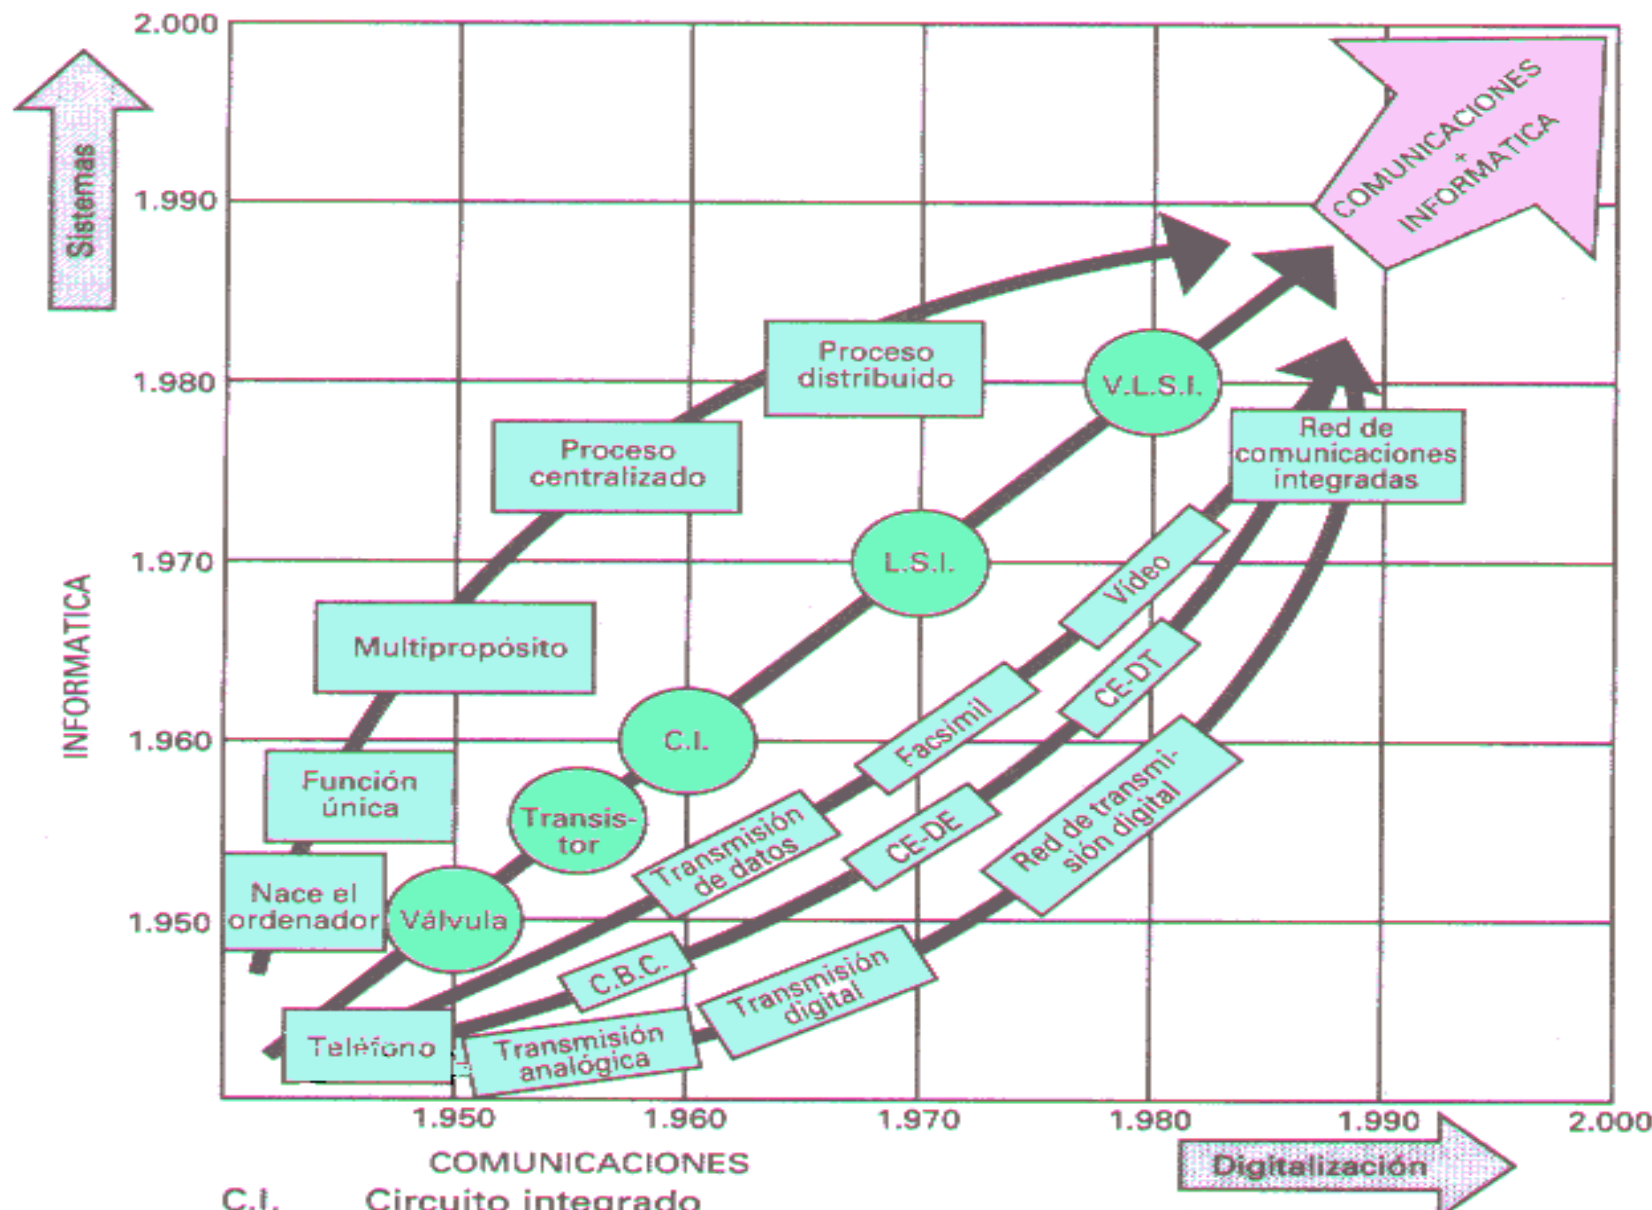 2.000
Sistemas
1.990
COMUNICACIONES
+
INFORMATICA
1.980
Proceso
distribuido
V.L.S.I.
Red de
comunicaciones
integradas
Proceso
centralizado
1.970
L.S.I.
Vídeo
INFORMATICA
Multipropósito
CE-DT
1.960
C.I.
Facsímil
Función
única
Transis-
tor
Transmisión
de datos
CE-DE
Red de transmi-
sión digital
Nace el
ordenador
1.950
Válvula
C.B.C.
Transmisión
digital
Teléfono
Transmisión
analógica
1.950
1.960
1.970
1.980
1.990
2.000
COMUNICACIONES
Digitalización
C.I. Circuito integrado